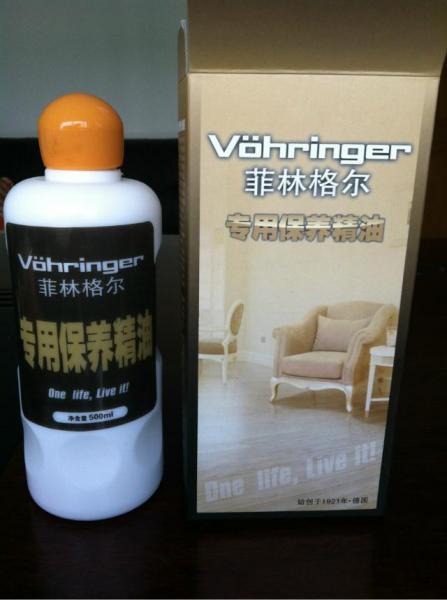 Vöhringer
菲林格尔
专用保养精油
One life, Live it!
净含量 500ml
Vöhringer
菲林格尔
专用保养精油
One life, Live it!
始创于1921年·德国